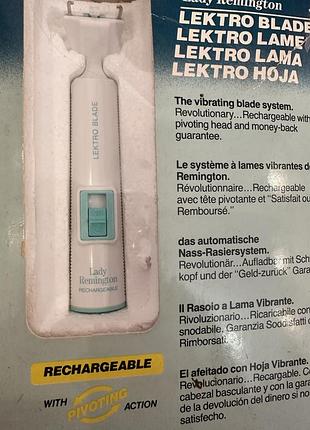 Lady Remington
LEKTRO BLADE
LEKTRO LAME
LEKTRO LAMA
LEKTRO HOJA
The vibrating blade system.
Revolutionary...Rechargeable with
pivoting head and money-back
guarantee.
Le système à lames vibrantes de
Remington.
Révolutionnaire...Rechargeable
avec tête pivotante et "Satisfait ou
Remboursé."
das automatische
Nass-Rasiersystem.
Revolutionär...Aufladbar mit
kopf und der "Geld-zurück" Gara
Il Rasoio a Lama Vibrante.
Rivoluzionario...Ricaricabile con
snodabile. Garanzia Soddisfatti o
Rimborsati.
El afeitado con Hoja Vibrante.
Revolucionario...Recargable. Co
cabezal basculante y con la garan
de la devolución del dinero si no
satisfecho.
LEKTRO BLADE
Lady
Remington
RECHARGEABLE
RECHARGEABLE
WITH PIVOTING ACTION